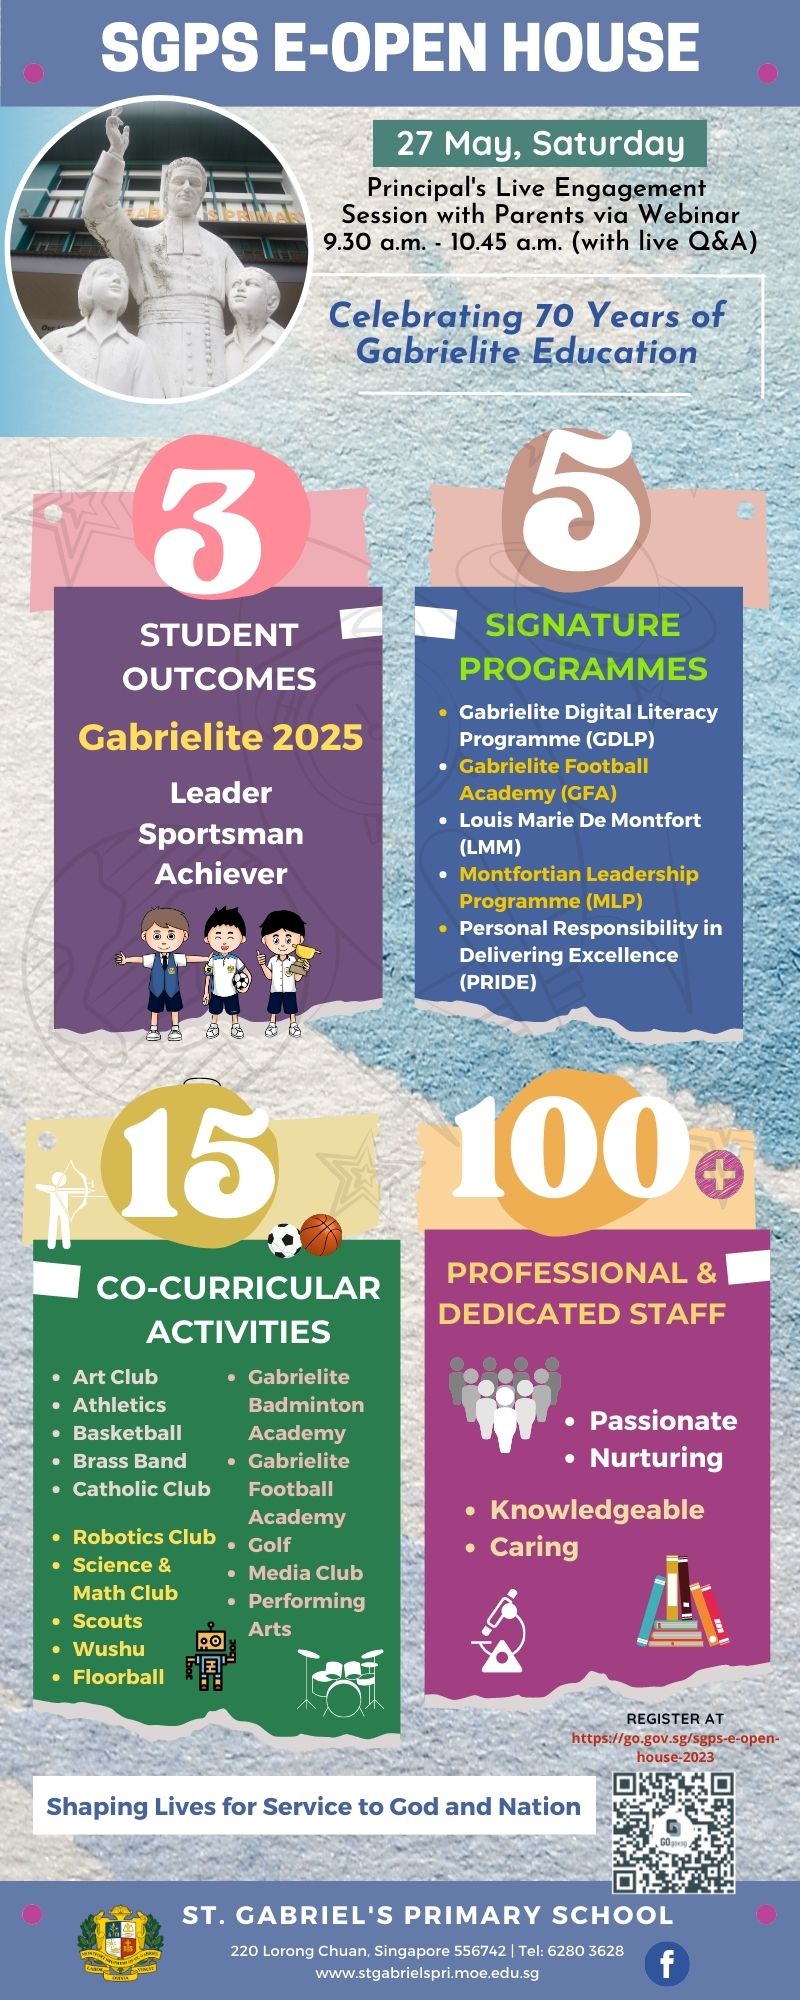 SGPS E-OPEN HOUSE
27 May, Saturday
Principal's Live Engagement
Session with Parents via Webinar
9.30 a.m. - 10.45 a.m. (with live Q&A)
Celebrating 70 Years of
Gabrielite Education
3
STUDENT
OUTCOMES
Gabrielite 2025
Leader
Sportsman
Achiever
5
SIGNATURE
PROGRAMMES
Gabrielite Digital Literacy
Programme (GDLP)
Gabrielite Football
Academy (GFA)
Louis Marie De Montfort
(LMM)
Montfortian Leadership
Programme (MLP)
Personal Responsibility in
Delivering Excellence
(PRIDE)
15
CO-CURRICULAR
ACTIVITIES
Art Club
Athletics
Basketball
Brass Band
Catholic Club
Robotics Club
Science &
Math Club
Scouts
Wushu
Floorball
Gabrielite
Badminton
Academy
Gabrielite
Football
Academy
Golf
Media Club
Performing
Arts
100+
PROFESSIONAL &
DEDICATED STAFF
Passionate
Nurturing
Knowledgeable
Caring
REGISTER AT
https://go.gov.sg/sgps-e-open-
house-2023
Shaping Lives for Service to God and Nation
ST. GABRIEL'S PRIMARY SCHOOL
220 Lorong Chuan, Singapore 556742 | Tel: 6280 3628
www.stgabrielspri.moe.edu.sg